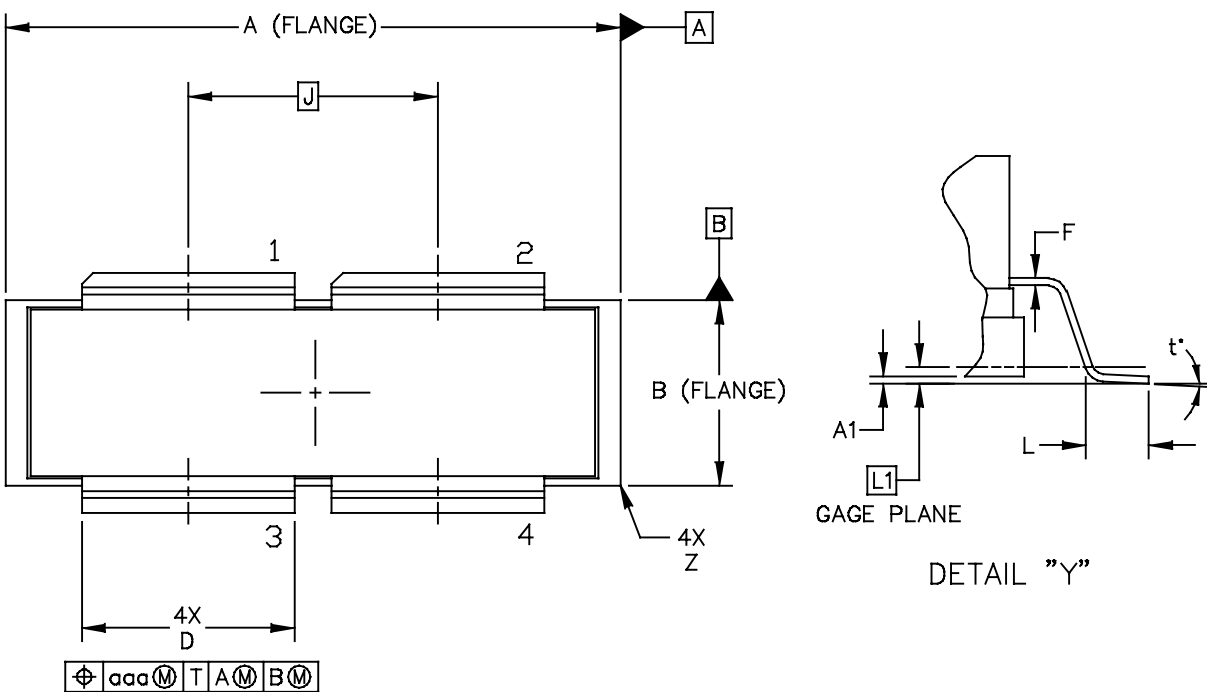 A (FLANGE)
A
J
B
1
2
F
t°
B (FLANGE)
A1
L
L1
GAGE PLANE
3
4
4X
Z
DETAIL "Y"
4X
D
⌖ aaa Ⓜ T A Ⓜ B Ⓜ